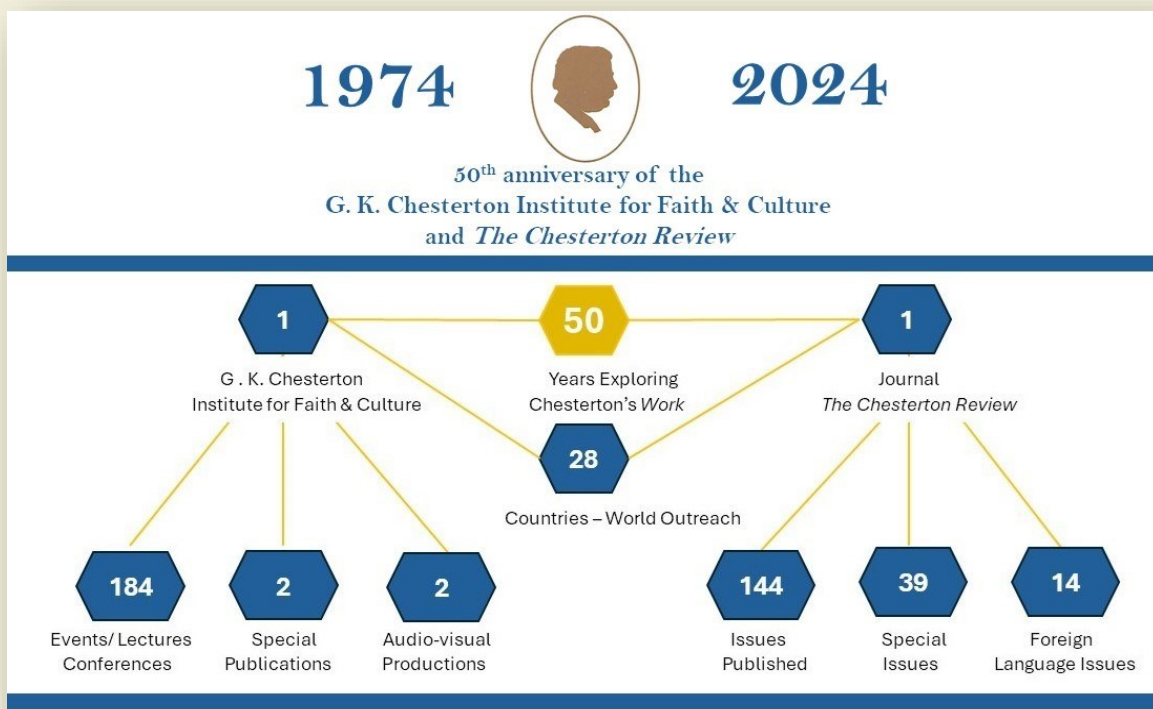 1974
2024
50th anniversary of the
G. K. Chesterton Institute for Faith & Culture
and The Chesterton Review
1
50
1
G . K. Chesterton
Institute for Faith & Culture
Years Exploring
Chesterton's Work
Journal
The Chesterton Review
28
Countries – World Outreach
184
2
2
144
39
14
Events/ Lectures
Conferences
Special
Publications
Audio-visual
Productions
Issues
Published
Special
Issues
Foreign
Language Issues